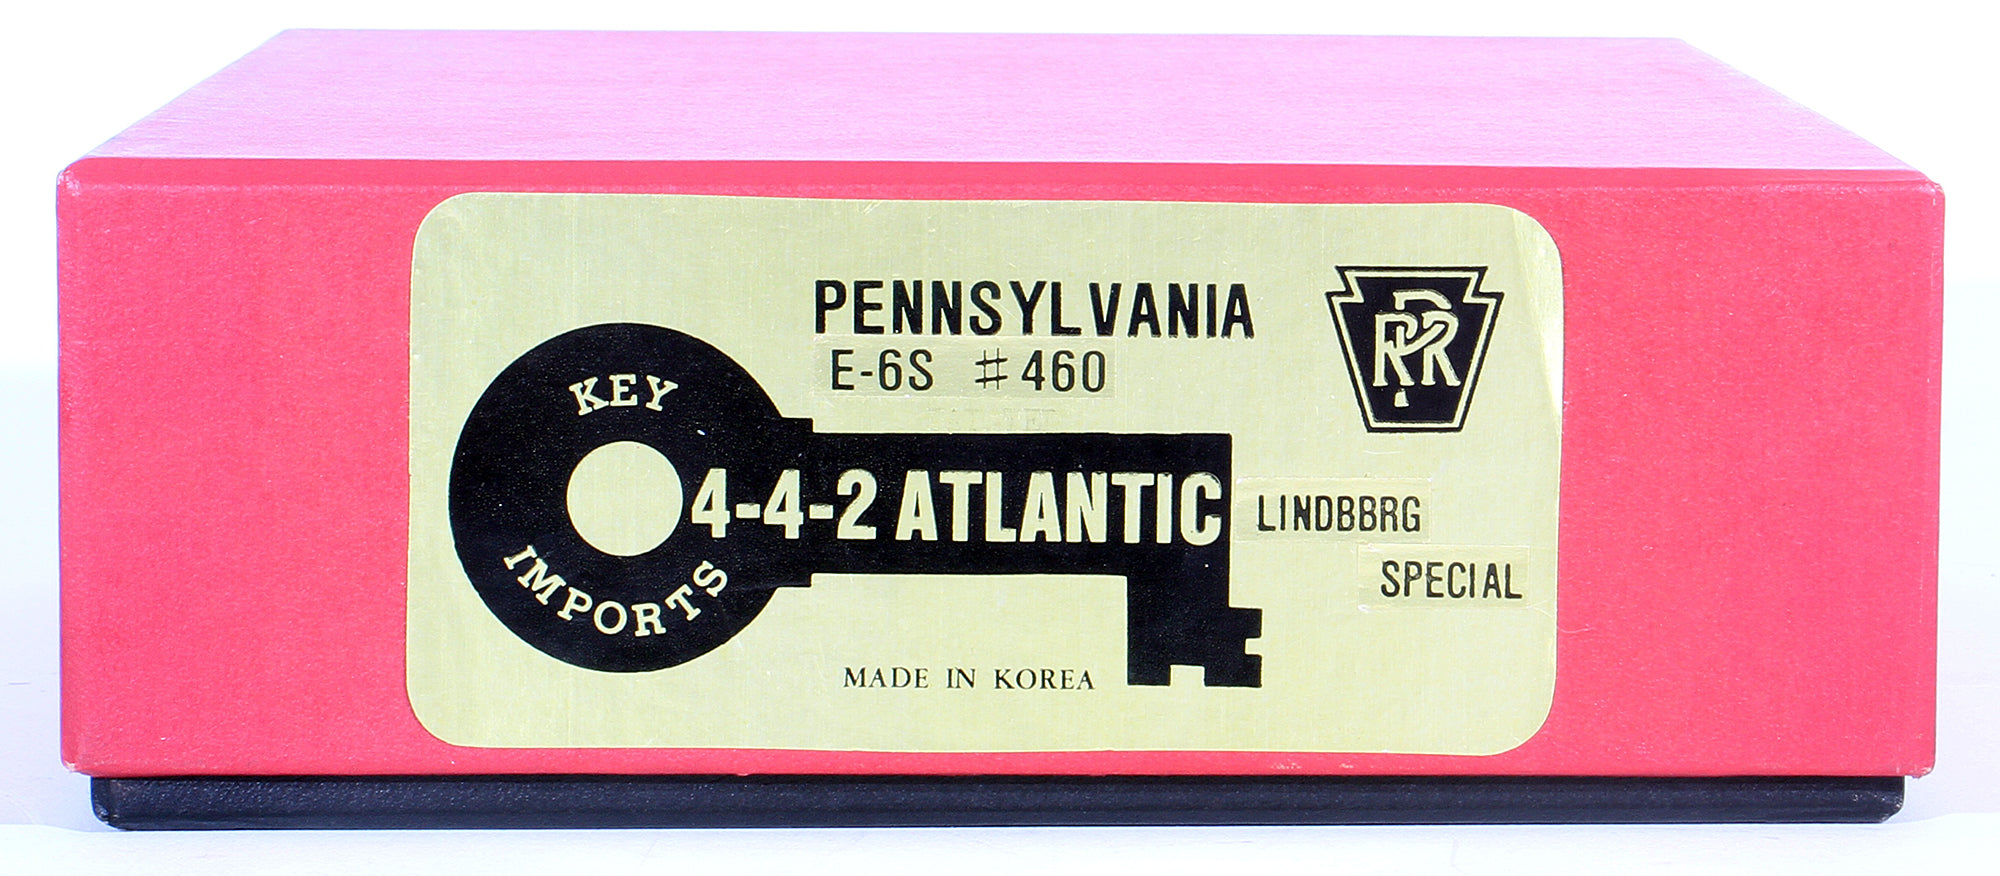 PENNSYLVANIA
E-6S #460
PRR
KEY
4-4-2 ATLANTIC
LINDBBRG
SPECIAL
IMPORTS
MADE IN KOREA